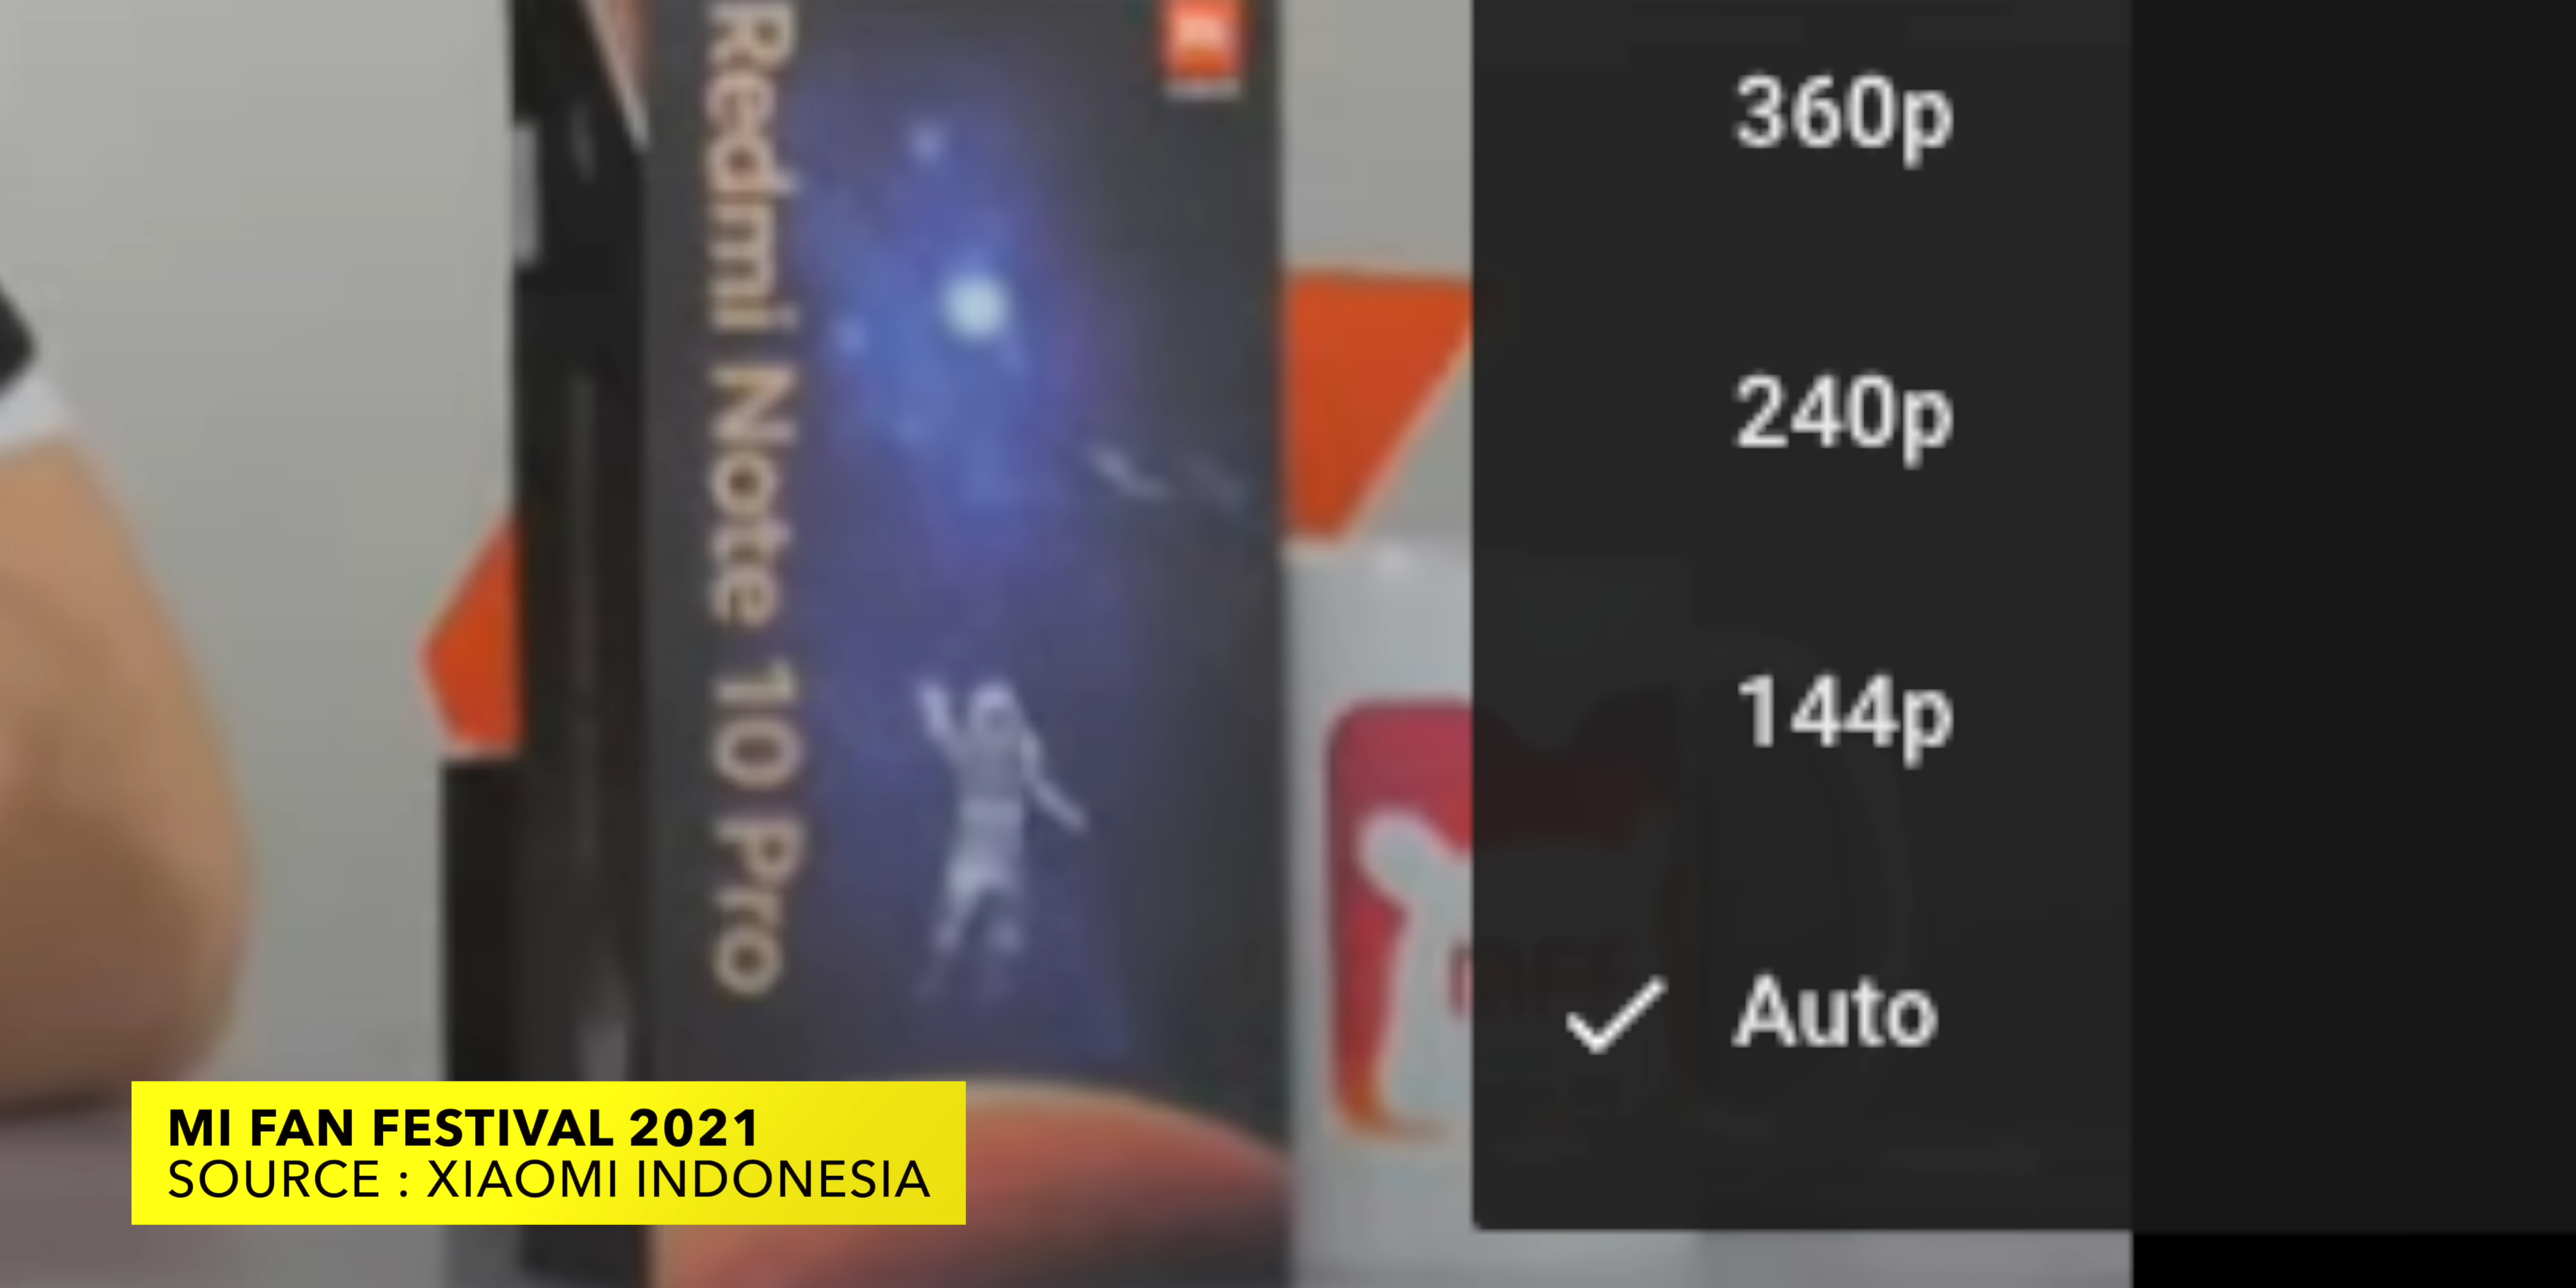 Redmi Note 10 Pro
360p
240p
144p
Auto
MI FAN FESTIVAL 2021
SOURCE : XIAOMI INDONESIA